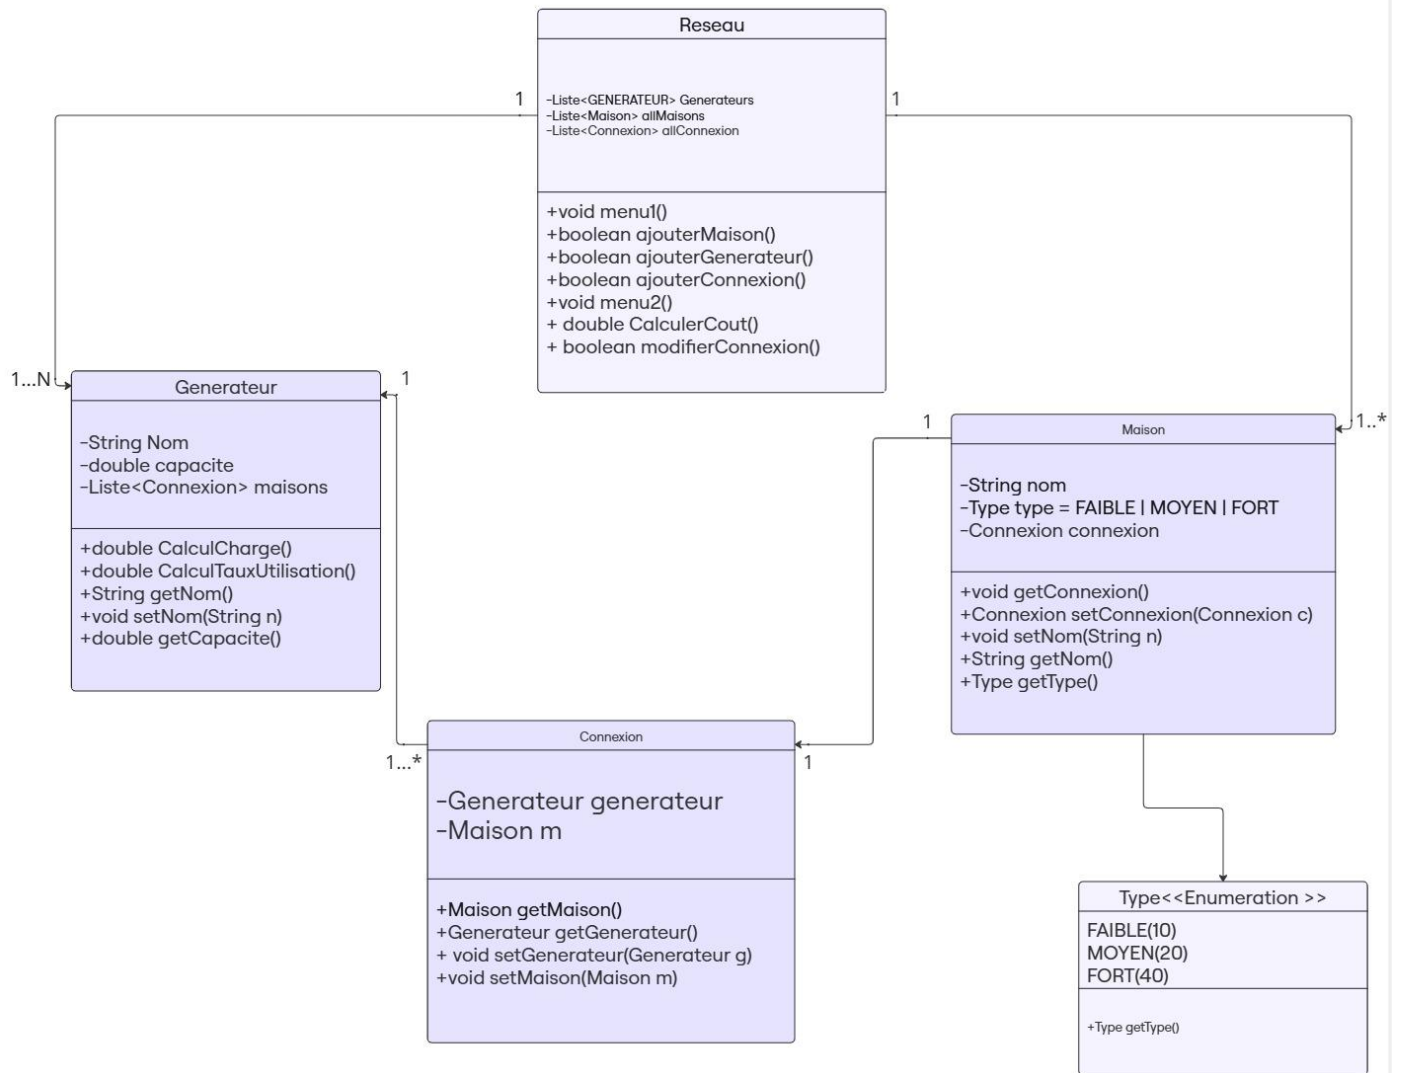 Reseau
1
-Liste<GENERATEUR> Generateurs
1
-Liste<Maison> allMaisons
-Liste<Connexion> allConnexion
+void menu1()
+boolean ajouterMaison()
+boolean ajouterGenerateur()
+boolean ajouterConnexion()
+void menu2()
+ double CalculerCout()
+ boolean modifierConnexion()
1...N
Generateur
1
-String Nom
-double capacite
-Liste<Connexion> maisons
+double CalculCharge()
+double CalculTauxUtilisation()
+String getNom()
+void setNom(String n)
+double getCapacite()
1
Maison
1..*
-String nom
-Type type = FAIBLE | MOYEN | FORT
-Connexion connexion
+void getConnexion()
+Connexion setConnexion(Connexion c)
+void setNom(String n)
+String getNom()
+Type getType()
1...*
Connexion
1
-Generateur generateur
-Maison m
+Maison getMaison()
+Generateur getGenerateur()
+ void setGenerateur(Generateur g)
+void setMaison(Maison m)
Type<<Enumeration >>
FAIBLE(10)
MOYEN(20)
FORT(40)
+Type getType()